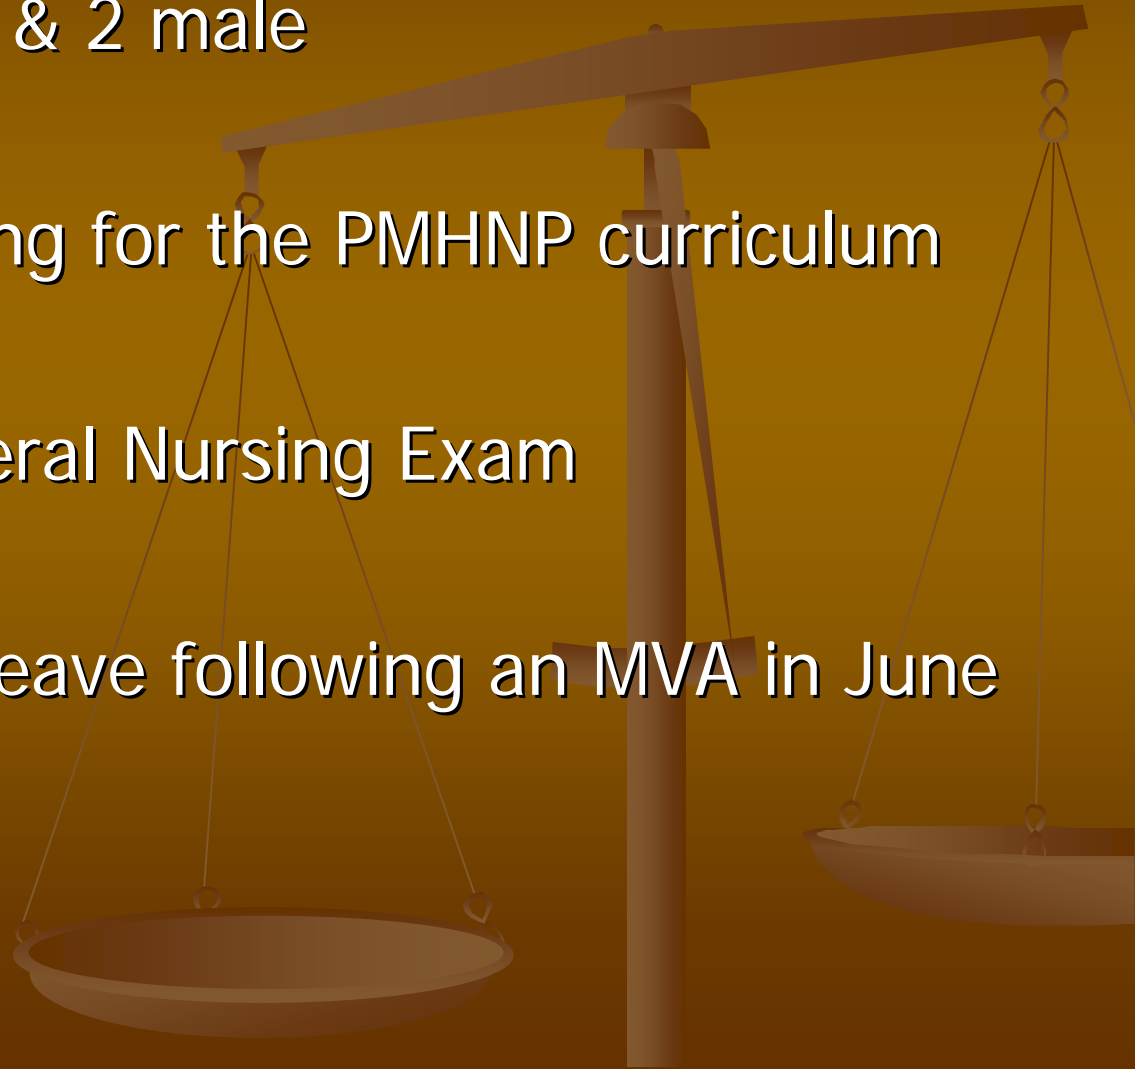 & 2 male
ng for the PMHNP curriculum
eral Nursing Exam
eave following an MVA in June